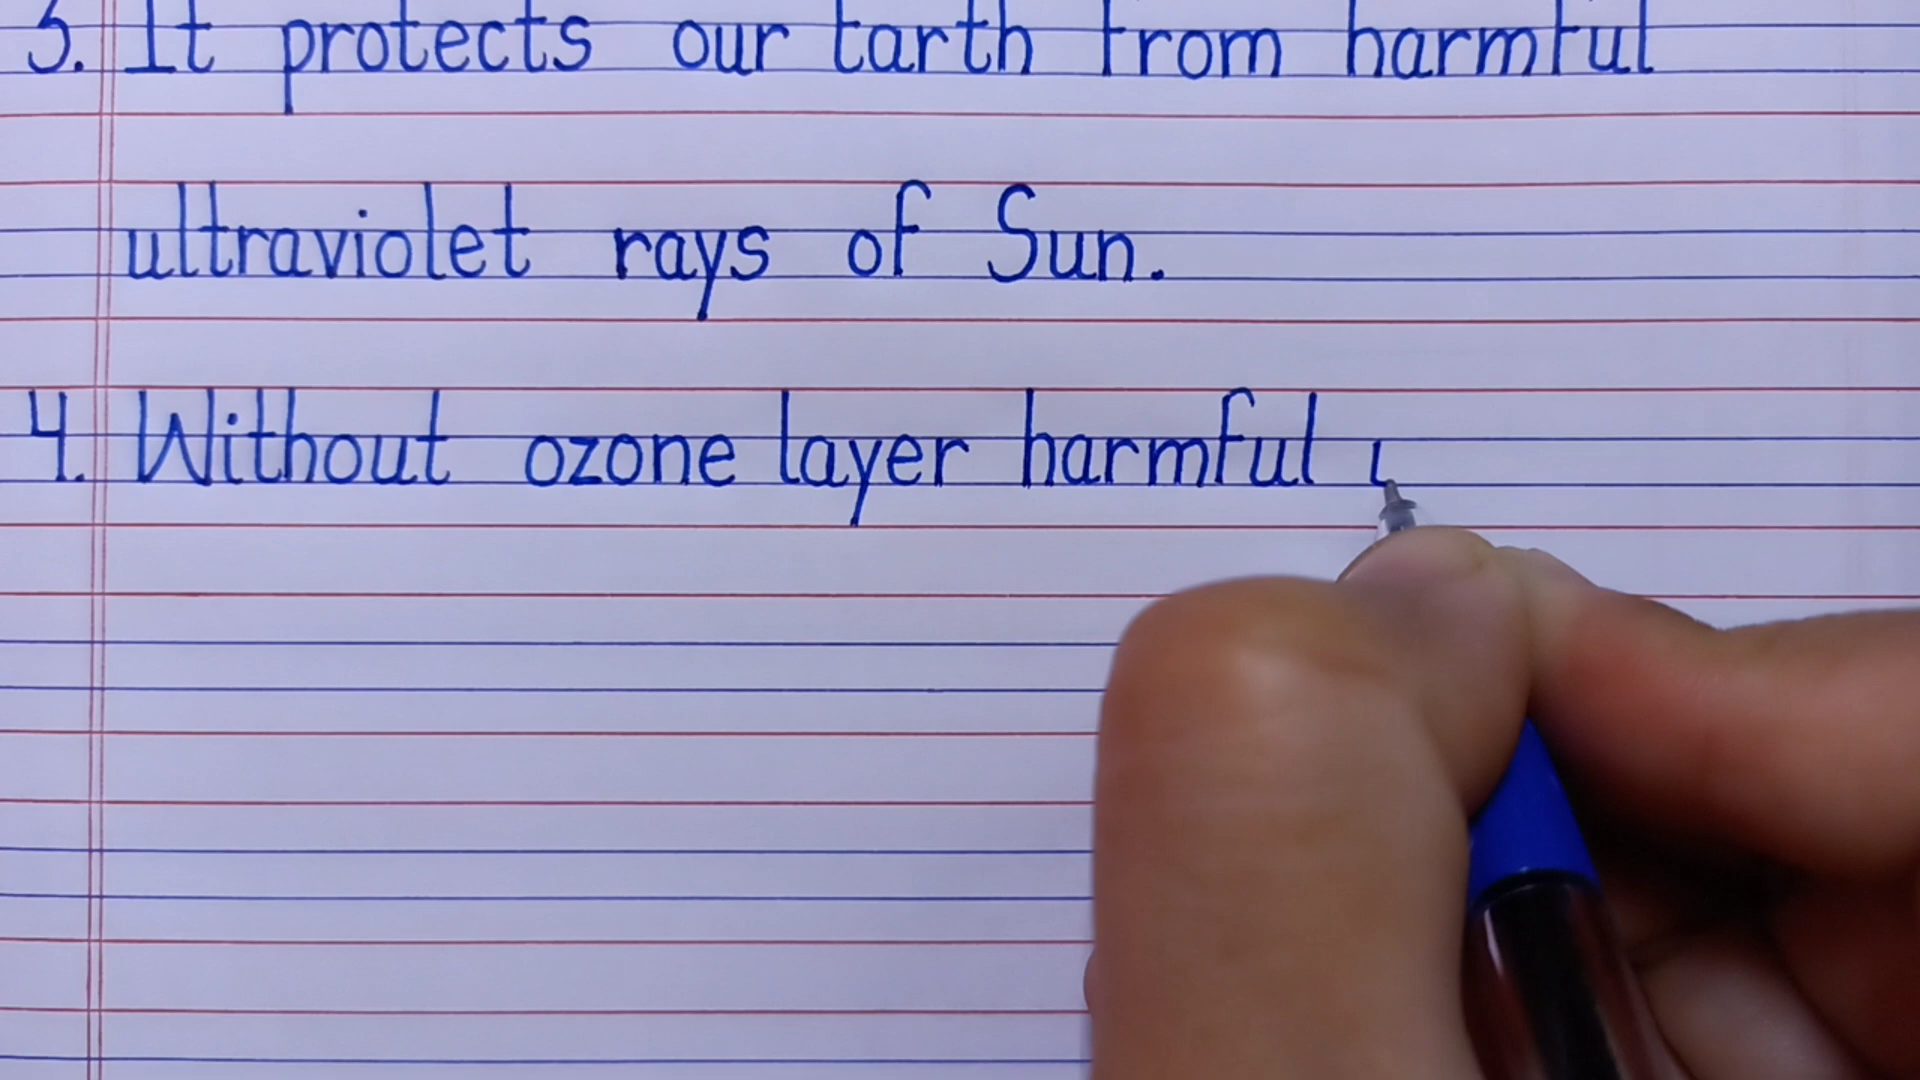 3. It protects our Earth from harmful
ultraviolet rays of Sun.
4. Without ozone layer harmful